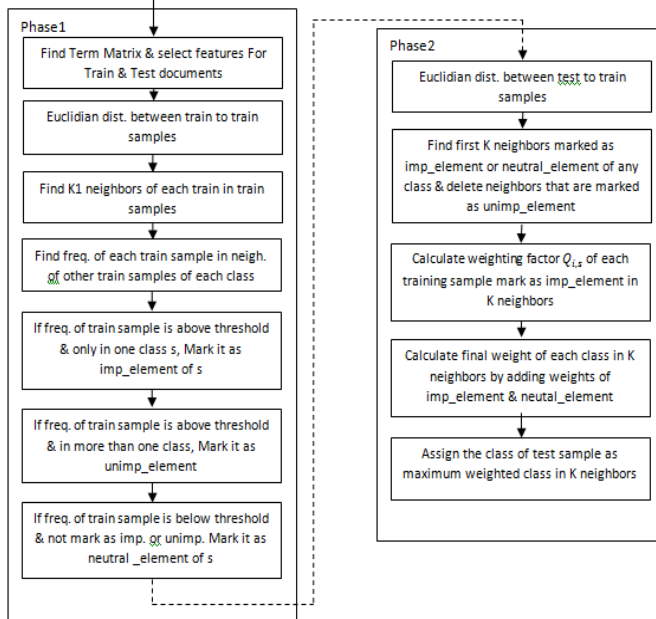 Phase1
Find Term Matrix & select features For
Train & Test documents
Euclidian dist. between train to train
samples
Find K1 neighbors of each train in train
samples
Find freq. of each train sample in neigh.
of other train samples of each class
If freq. of train sample is above threshold
& only in one class s, Mark it as
imp_element of s
If freq. of train sample is above threshold
& in more than one class, Mark it as
unimp_element
If freq. of train sample is below threshold
& not mark as imp. or unimp. Mark it as
neutral _element of s
Phase2
Euclidian dist. between test to train
samples
Find first K neighbors marked as
imp_element or neutral_element of any
class & delete neighbors that are marked
as unimp_element
Calculate weighting factor Q_{i,s} of each
training sample mark as imp_element in
K neighbors
Calculate final weight of each class in K
neighbors by adding weights of
imp_element & neutal_element
Assign the class of test sample as
maximum weighted class in K neighbors